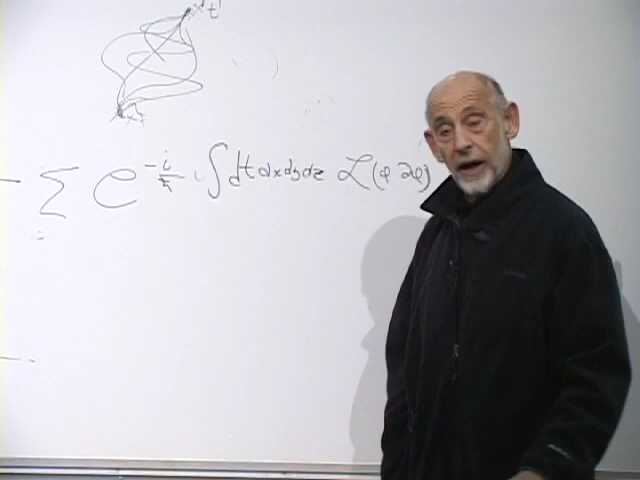 x' t'
x t
Σ e^{-i/ħ ∫ dt dx dy dz ℒ(φ ∂φ)}